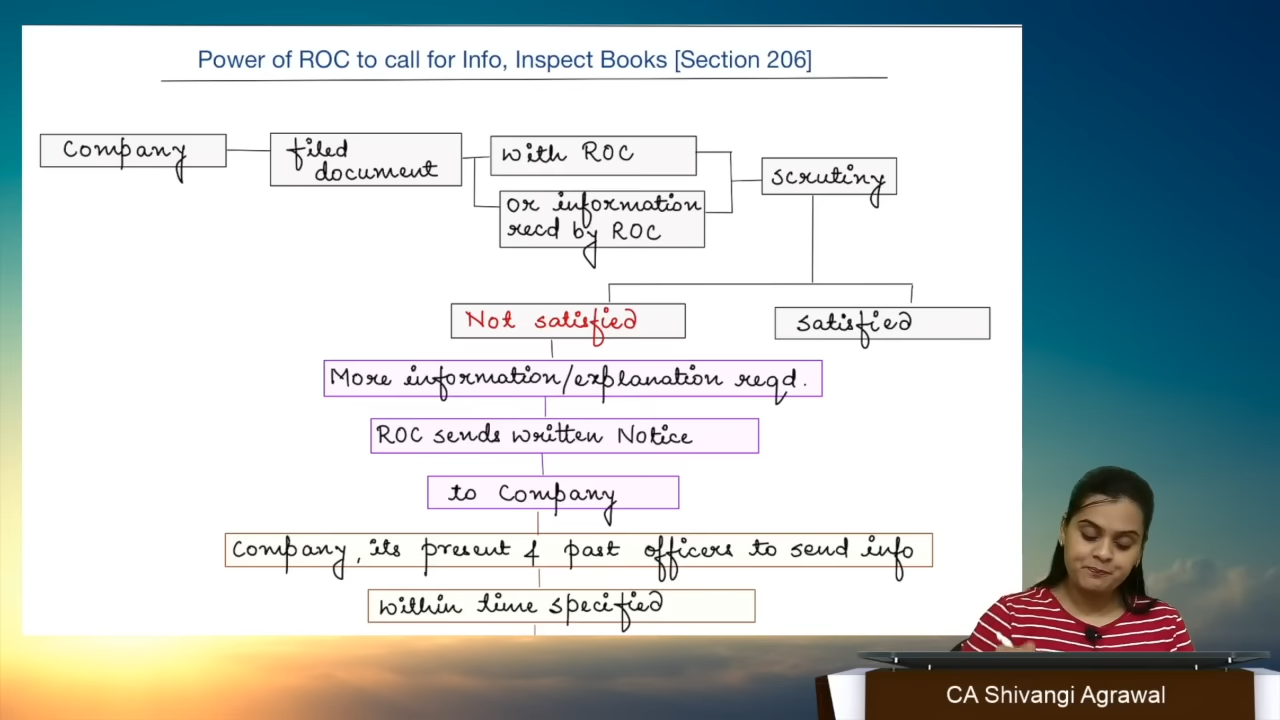 Power of ROC to call for Info, Inspect Books [Section 206]
Company
filed
document
with ROC
or information
recd by ROC
scrutiny
Not satisfied
satisfied
More information/explanation reqd.
ROC sends written Notice
to Company
Company, its present & past officers to send info
within time specified
CA Shivangi Agrawal